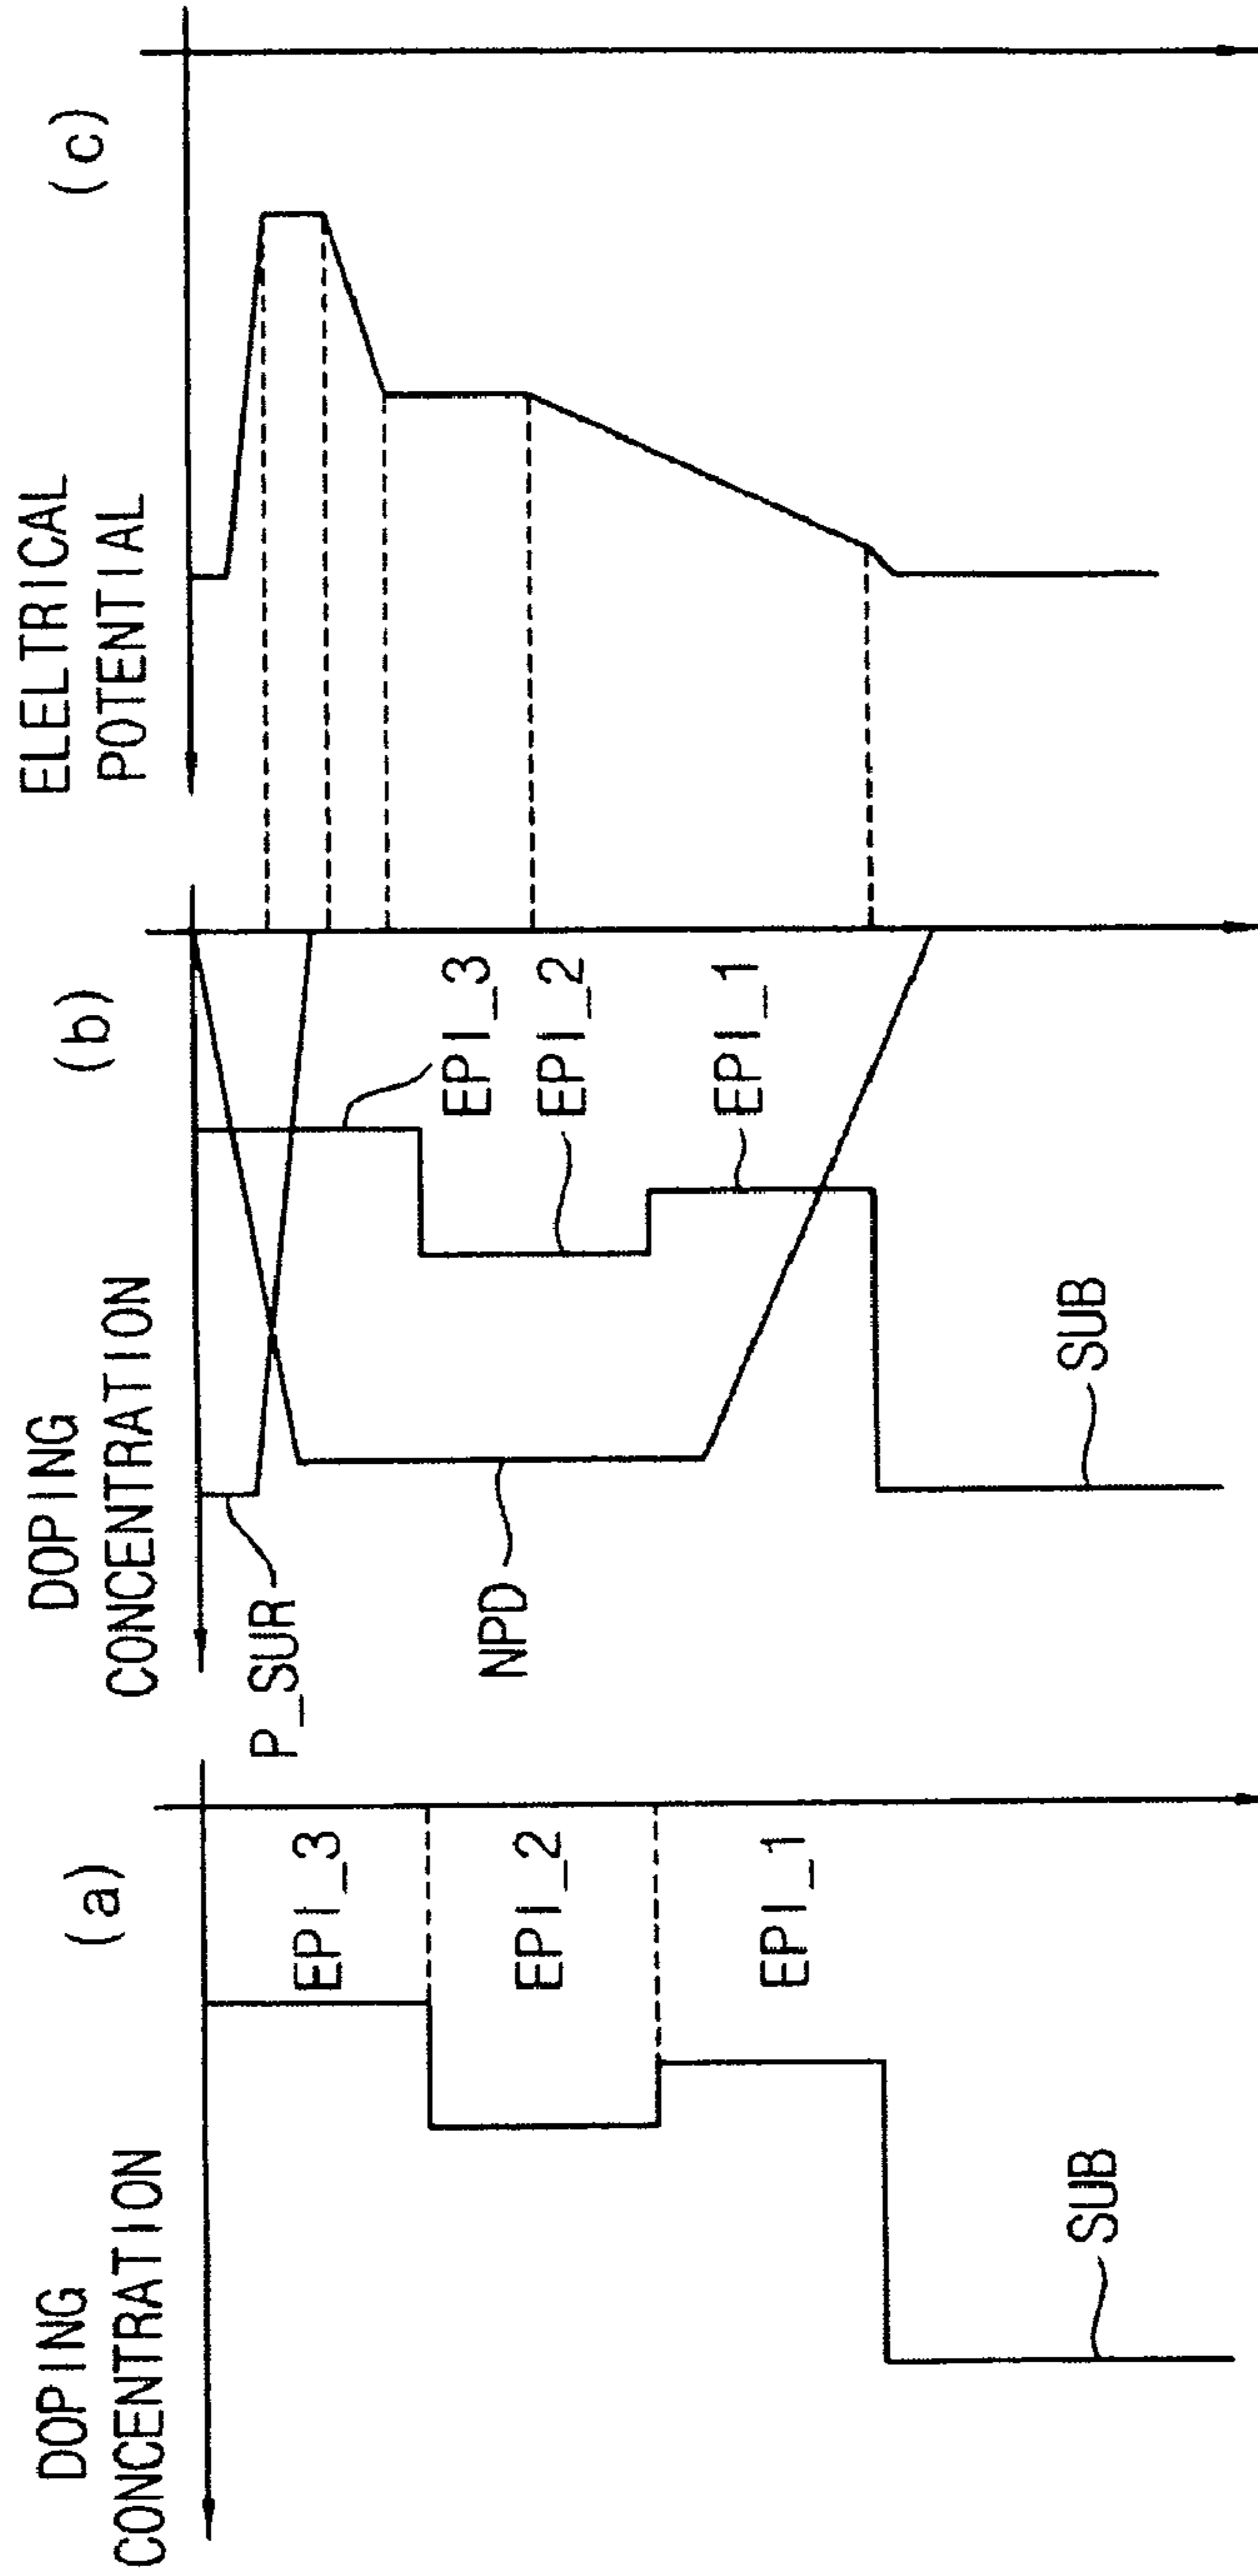 DOPING
CONCENTRATION
(a)
EPI_3
EPI_2
EPI_1
SUB
DOPING
CONCENTRATION
(b)
P_SUR
NPD
EPI_3
EPI_2
EPI_1
SUB
ELELTRICAL
POTENTIAL
(c)